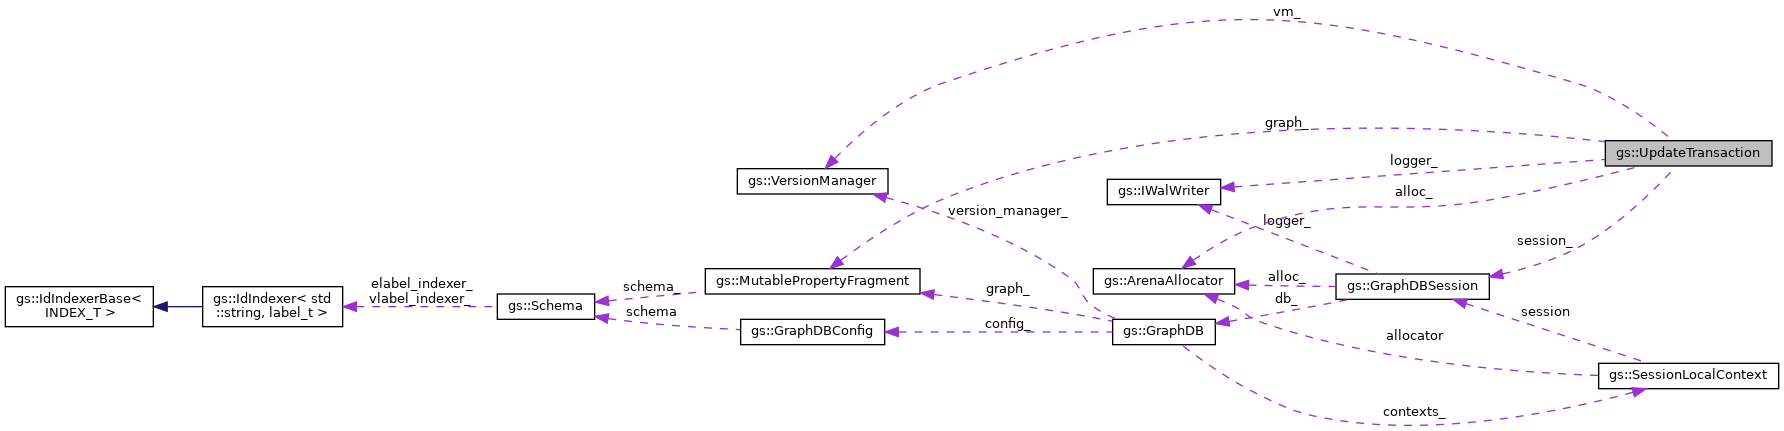 vm_
graph_
gs::UpdateTransaction
logger_
gs::VersionManager
gs::IWalWriter
alloc_
version_manager_
logger_
session_
gs::MutablePropertyFragment
gs::ArenaAllocator
alloc_
gs::GraphDBSession
elabel_indexer_
vlabel_indexer_
schema_
graph_
db_
gs::IdIndexerBase<
INDEX_T >
gs::IdIndexer< std
::string, label_t >
gs::Schema
schema
session
gs::GraphDBConfig
config_
gs::GraphDB
allocator
gs::SessionLocalContext
contexts_